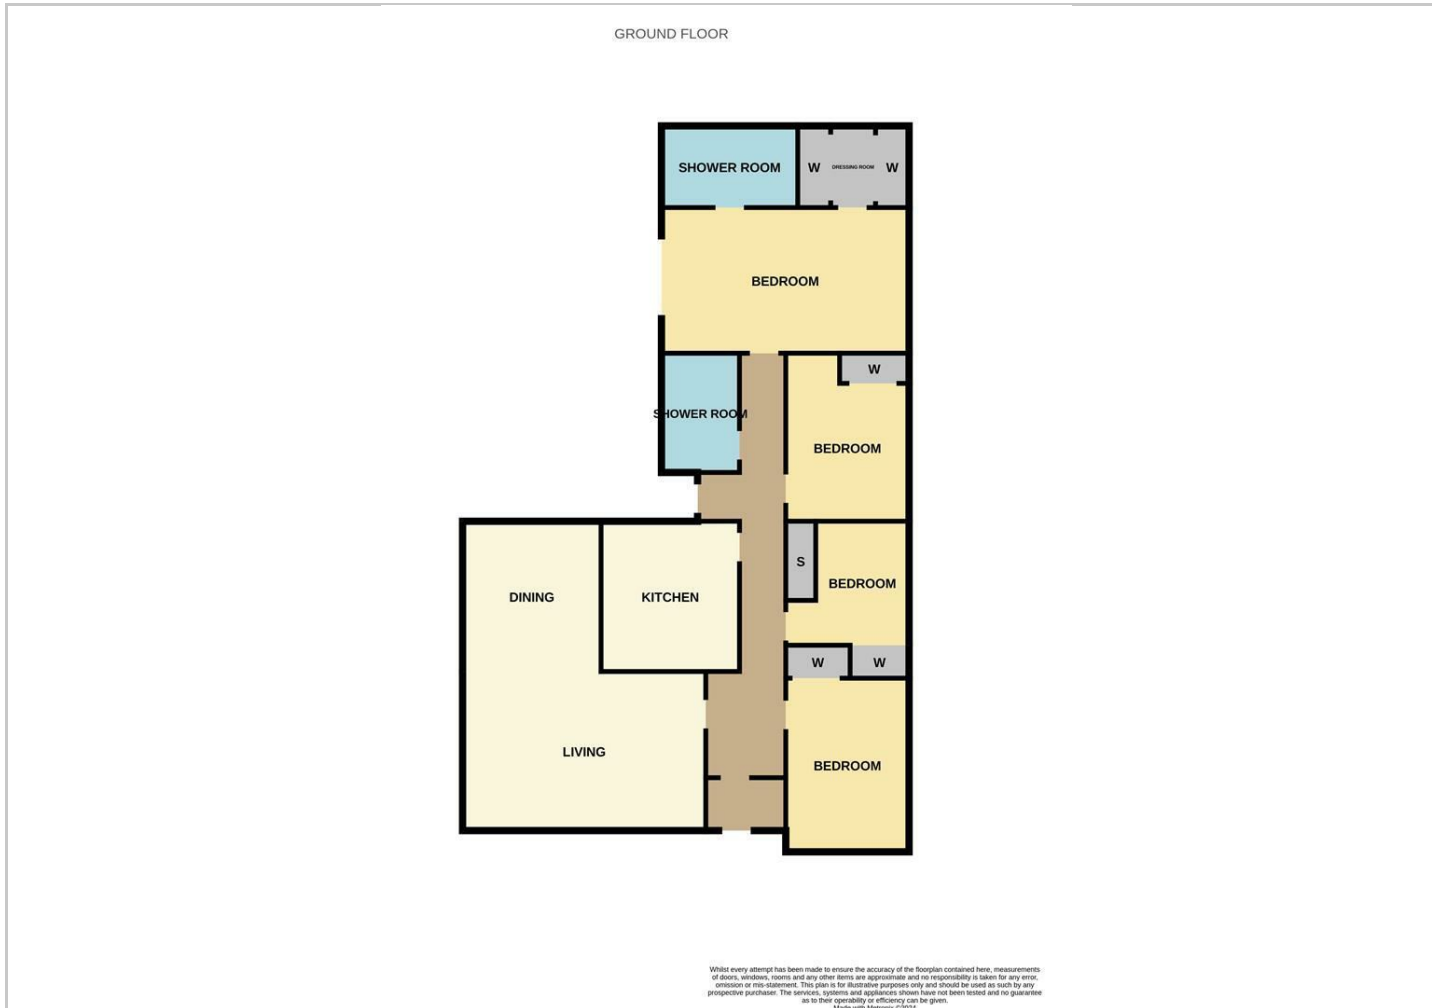 GROUND FLOOR
SHOWER ROOM
W
DRESSING ROOM
W
BEDROOM
W
SHOWER ROOM
BEDROOM
S
BEDROOM
DINING
KITCHEN
W
W
LIVING
BEDROOM
Whilst every attempt has been made to ensure the accuracy of the floorplan contained here, measurements
of doors, windows, rooms and any other items are approximate and no responsibility is taken for any error,
omission or mis-statement. This plan is for illustrative purposes only and should be used as such by any
prospective purchaser. The services, systems and appliances shown have not been tested and no guarantee
as to their operability or efficiency can be given.
Made with Metropix ©2024